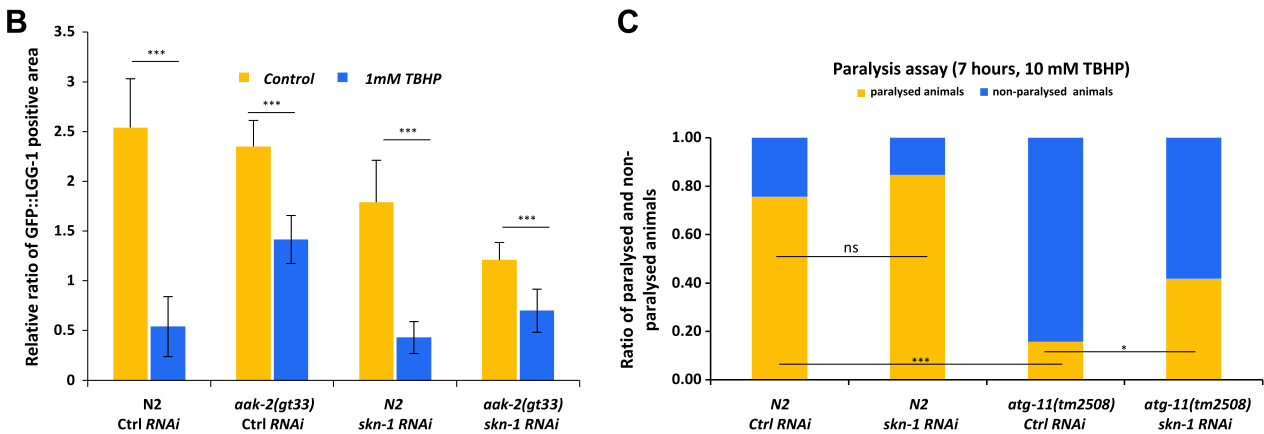 B
Relative ratio of GFP::LGG-1 positive area
3.5
3
2.5
2
1.5
1
0.5
0
Control
1mM TBHP
***
***
***
***
N2
Ctrl RNAi
aak-2(gt33)
Ctrl RNAi
N2
skn-1 RNAi
aak-2(gt33)
skn-1 RNAi
C
Paralysis assay (7 hours, 10 mM TBHP)
paralysed animals
non-paralysed animals
Ratio of paralysed and non-
paralysed animals
1.00
0.80
0.60
0.40
0.20
0.00
ns
***
*
N2
Ctrl RNAi
N2
skn-1 RNAi
atg-11(tm2508)
Ctrl RNAi
atg-11(tm2508)
skn-1 RNAi